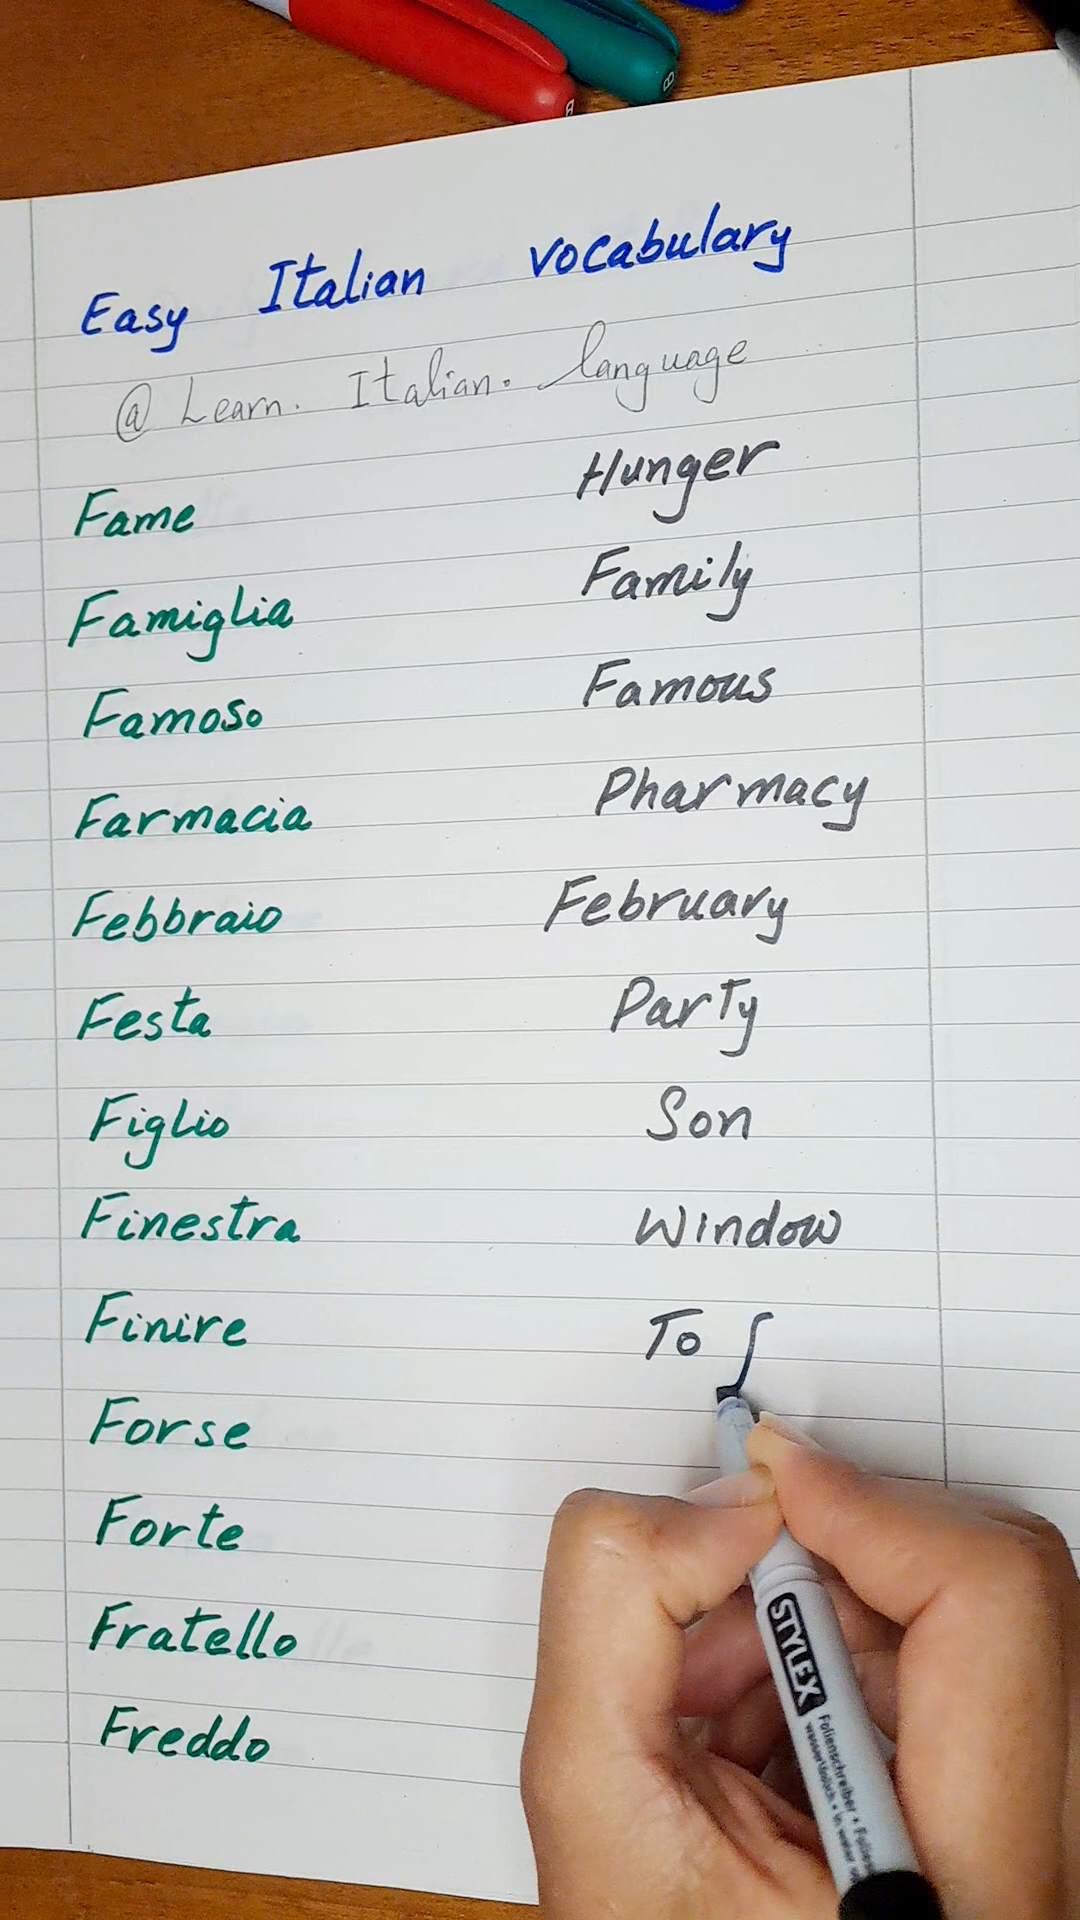 Easy Italian vocabulary
@Learn.Italian.language
Fame Hunger
Famiglia Family
Famoso Famous
Farmacia Pharmacy
Febbraio February
Festa Party
Figlio Son
Finestra Window
Finire To
Forse
Forte
Fratello
Freddo
STYLEX
Folienschreiber